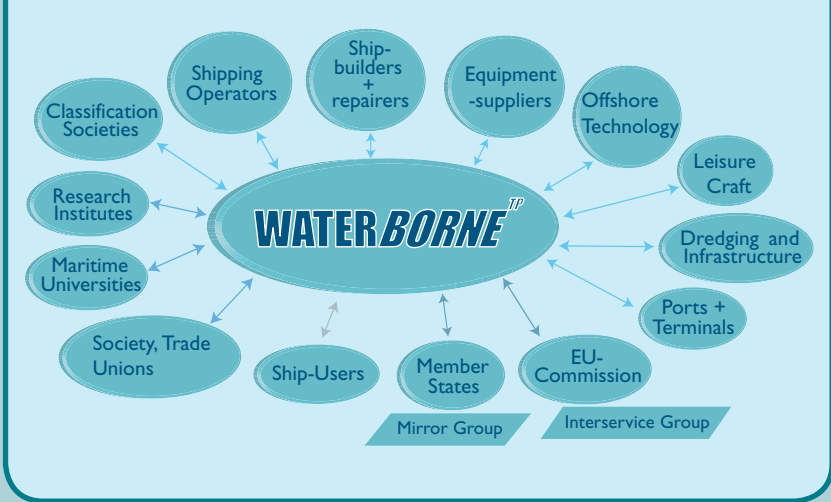 Ship-
builders
+
repairers
Shipping
Operators
Equipment
-suppliers
Offshore
Technology
Classification
Societies
Leisure
Craft
Research
Institutes
WATERBORNE TP
Dredging and
Infrastructure
Maritime
Universities
Ports +
Terminals
Society, Trade
Unions
Ship-Users
Member
States
EU-
Commission
Mirror Group
Interservice Group